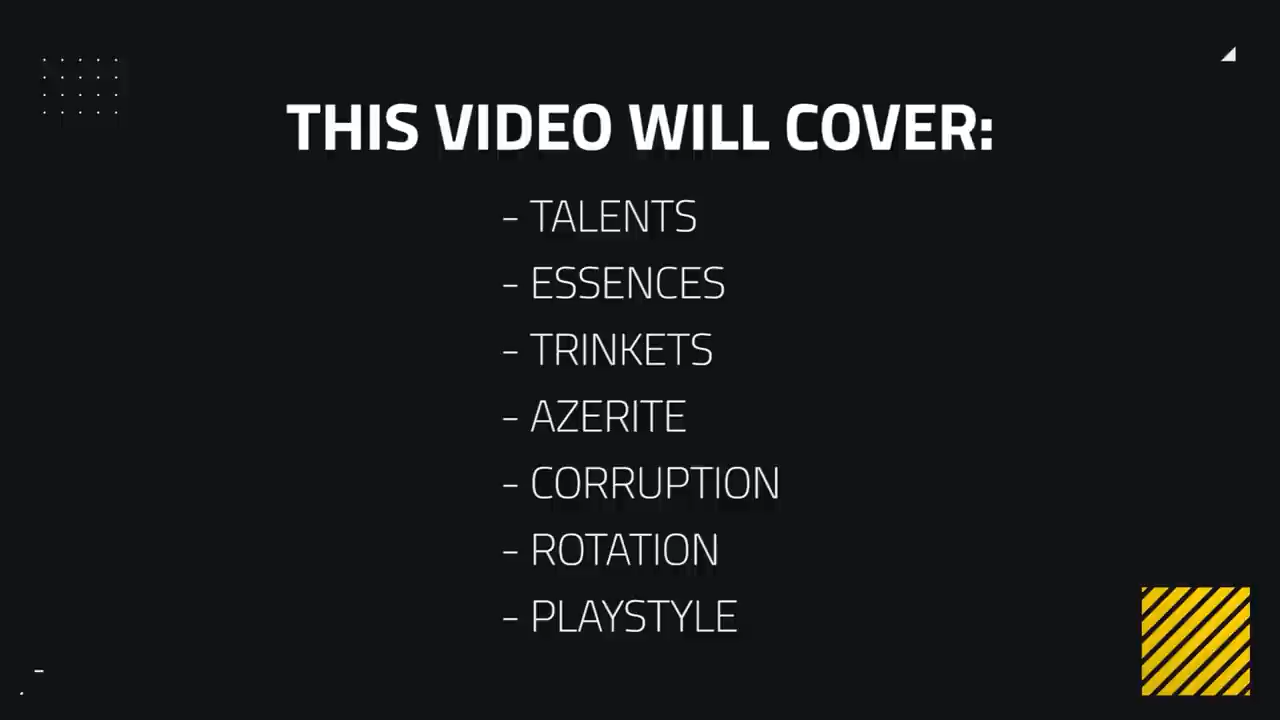 THIS VIDEO WILL COVER:
- TALENTS
- ESSENCES
- TRINKETS
- AZERITE
- CORRUPTION
- ROTATION
- PLAYSTYLE